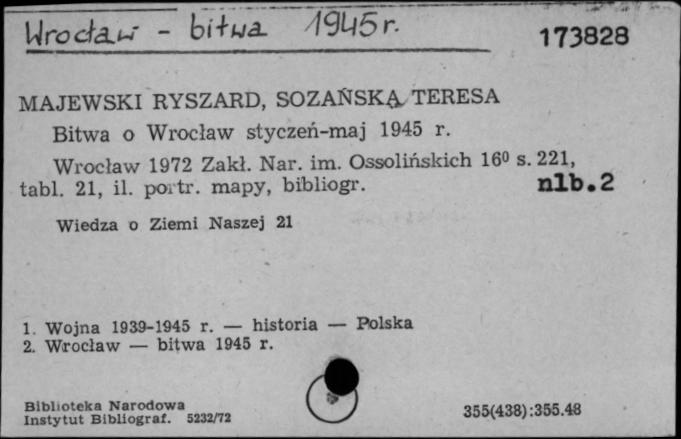 Wrocław - bitwa 1945 r.
173828
MAJEWSKI RYSZARD, SOZAŃSKA TERESA
Bitwa o Wrocław styczeń-maj 1945 r.
Wrocław 1972 Zakł. Nar. im. Ossolińskich 16⁰ s. 221,
tabl. 21, il. portr. mapy, bibliogr. nlb.2
Wiedza o Ziemi Naszej 21
1. Wojna 1939-1945 r. — historia — Polska
2. Wrocław — bitwa 1945 r.
Biblioteka Narodowa
Instytut Bibliograf. 5232/72
355(438):355.48